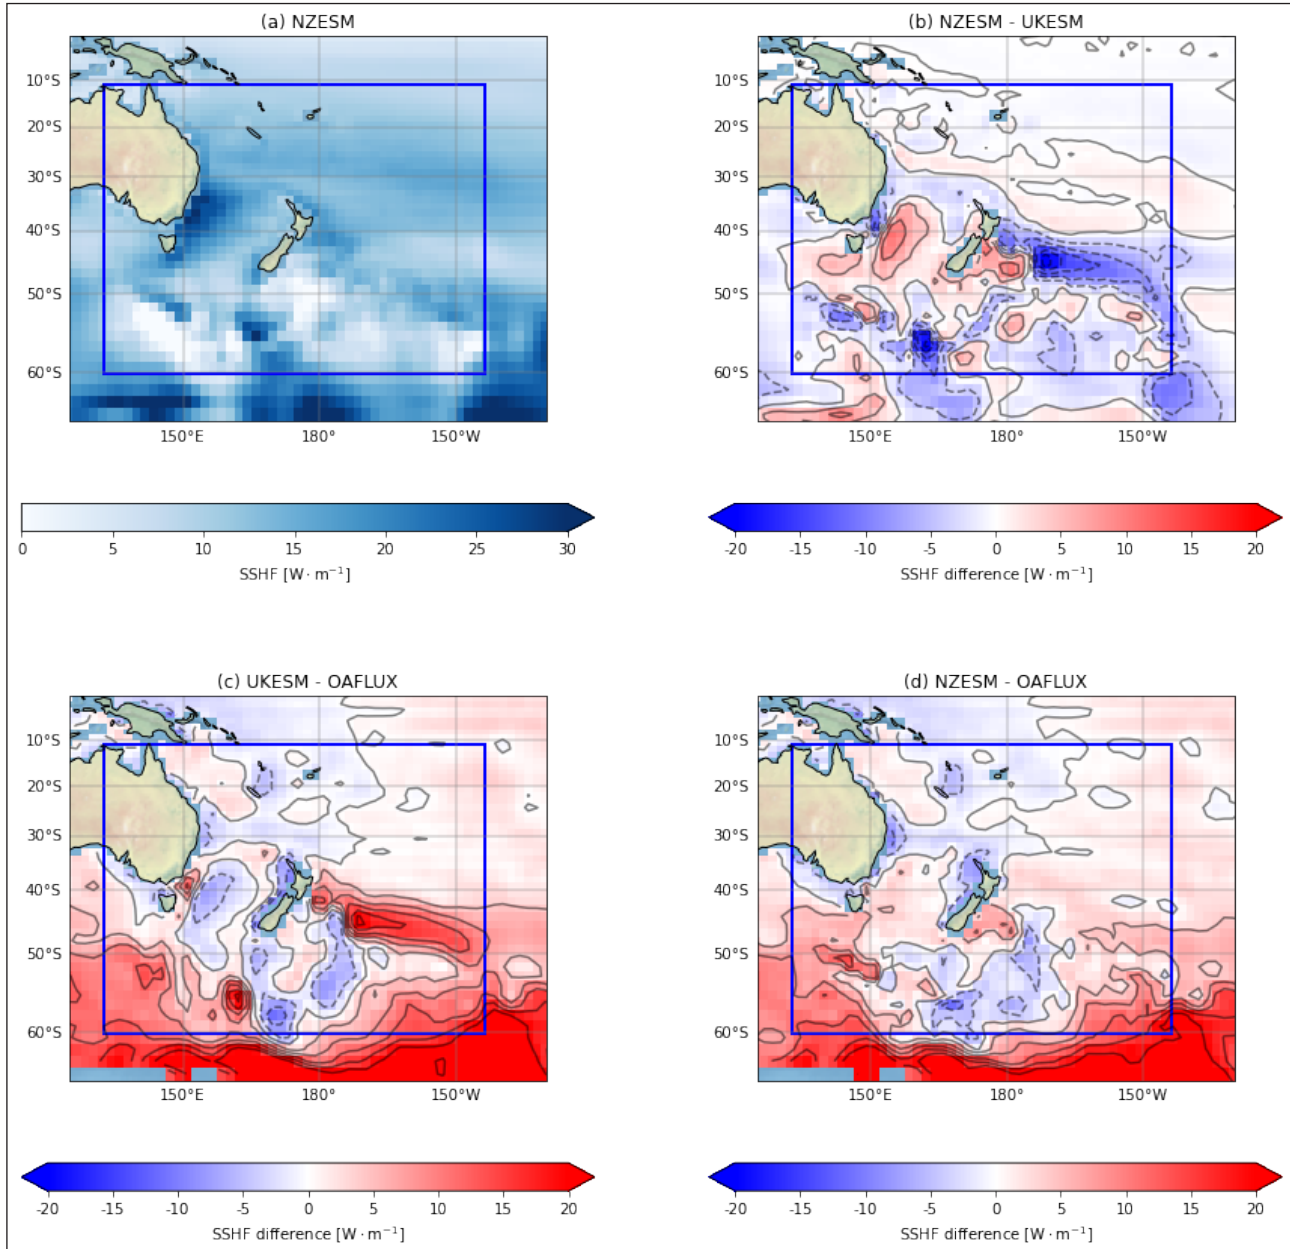 (a) NZESM
(b) NZESM - UKESM
10°S
20°S
30°S
40°S
50°S
60°S
150°E
180°
150°W
10°S
20°S
30°S
40°S
50°S
60°S
150°E
180°
150°W
0 5 10 15 20 25 30
SSHF [W · m⁻¹]
-20 -15 -10 -5 0 5 10 15 20
SSHF difference [W · m⁻¹]
(c) UKESM - OAFLUX
(d) NZESM - OAFLUX
10°S
20°S
30°S
40°S
50°S
60°S
150°E
180°
150°W
10°S
20°S
30°S
40°S
50°S
60°S
150°E
180°
150°W
-20 -15 -10 -5 0 5 10 15 20
SSHF difference [W · m⁻¹]
-20 -15 -10 -5 0 5 10 15 20
SSHF difference [W · m⁻¹]